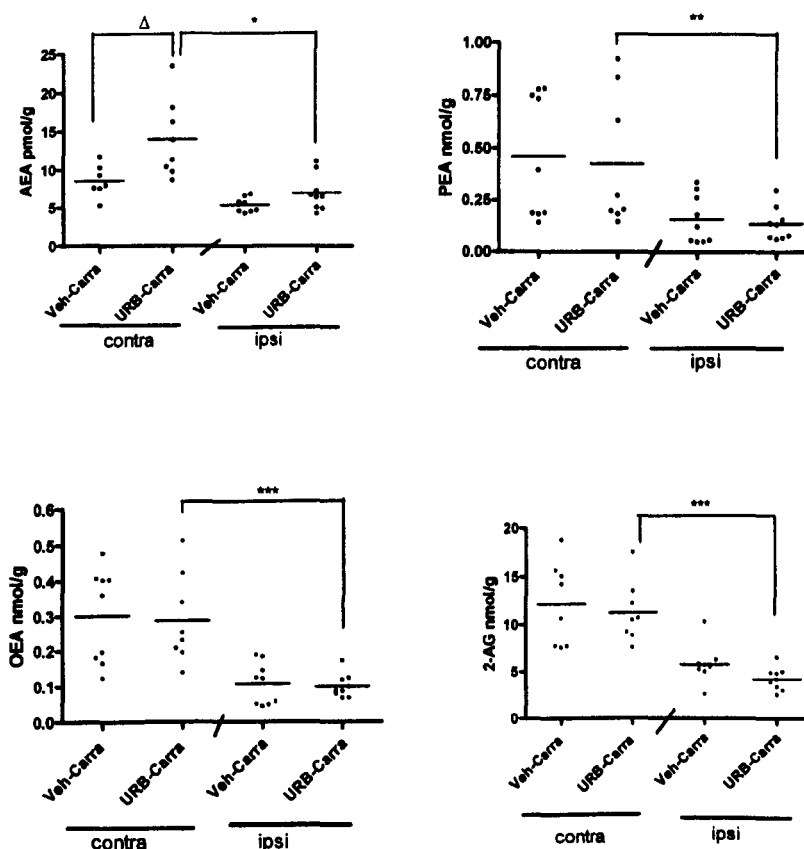 Δ
*
AEA pmol/g
25
20
15
10
5
0
Veh-Carra
URB-Carra
Veh-Carra
URB-Carra
contra
ipsi
**
PEA nmol/g
0.75
0.50
0.25
0.00
Veh-Carra
URB-Carra
Veh-Carra
URB-Carra
contra
ipsi
***
OEA nmol/g
0.6
0.5
0.4
0.3
0.2
0.1
0.0
Veh-Carra
URB-Carra
Veh-Carra
URB-Carra
contra
ipsi
***
2-AG nmol/g
20
15
10
5
0
Veh-Carra
URB-Carra
Veh-Carra
URB-Carra
contra
ipsi